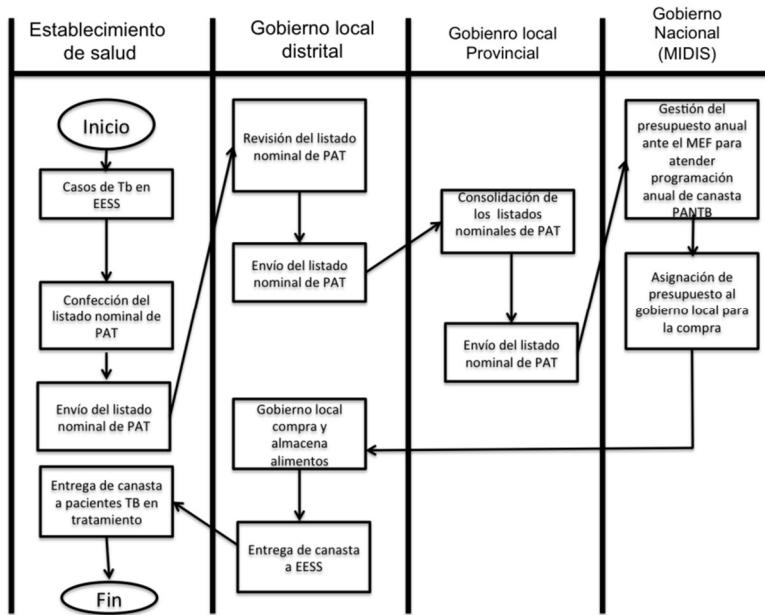 Establecimiento
de salud
Gobierno local
distrital
Gobienro local
Provincial
Gobierno
Nacional
(MIDIS)
Inicio
Casos de Tb en
EESS
Confección del
listado nominal de
PAT
Envío del listado
nominal de PAT
Entrega de canasta
a pacientes TB en
tratamiento
Fin
Revisión del listado
nominal de PAT
Envío del listado
nominal de PAT
Gobierno local
compra y
almacena
alimentos
Entrega de canasta
a EESS
Consolidación de
los listados
nominales de PAT
Envío del listado
nominal de PAT
Gestión del
presupuesto anual
ante el MEF para
atender
programación
anual de canasta
PANTB
Asignación de
presupuesto al
gobierno local para
la compra